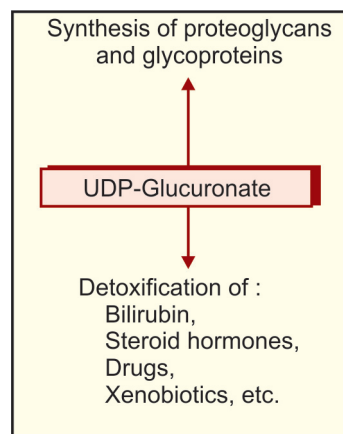 Synthesis of proteoglycans
and glycoproteins
UDP-Glucuronate
Detoxification of :
Bilirubin,
Steroid hormones,
Drugs,
Xenobiotics, etc.